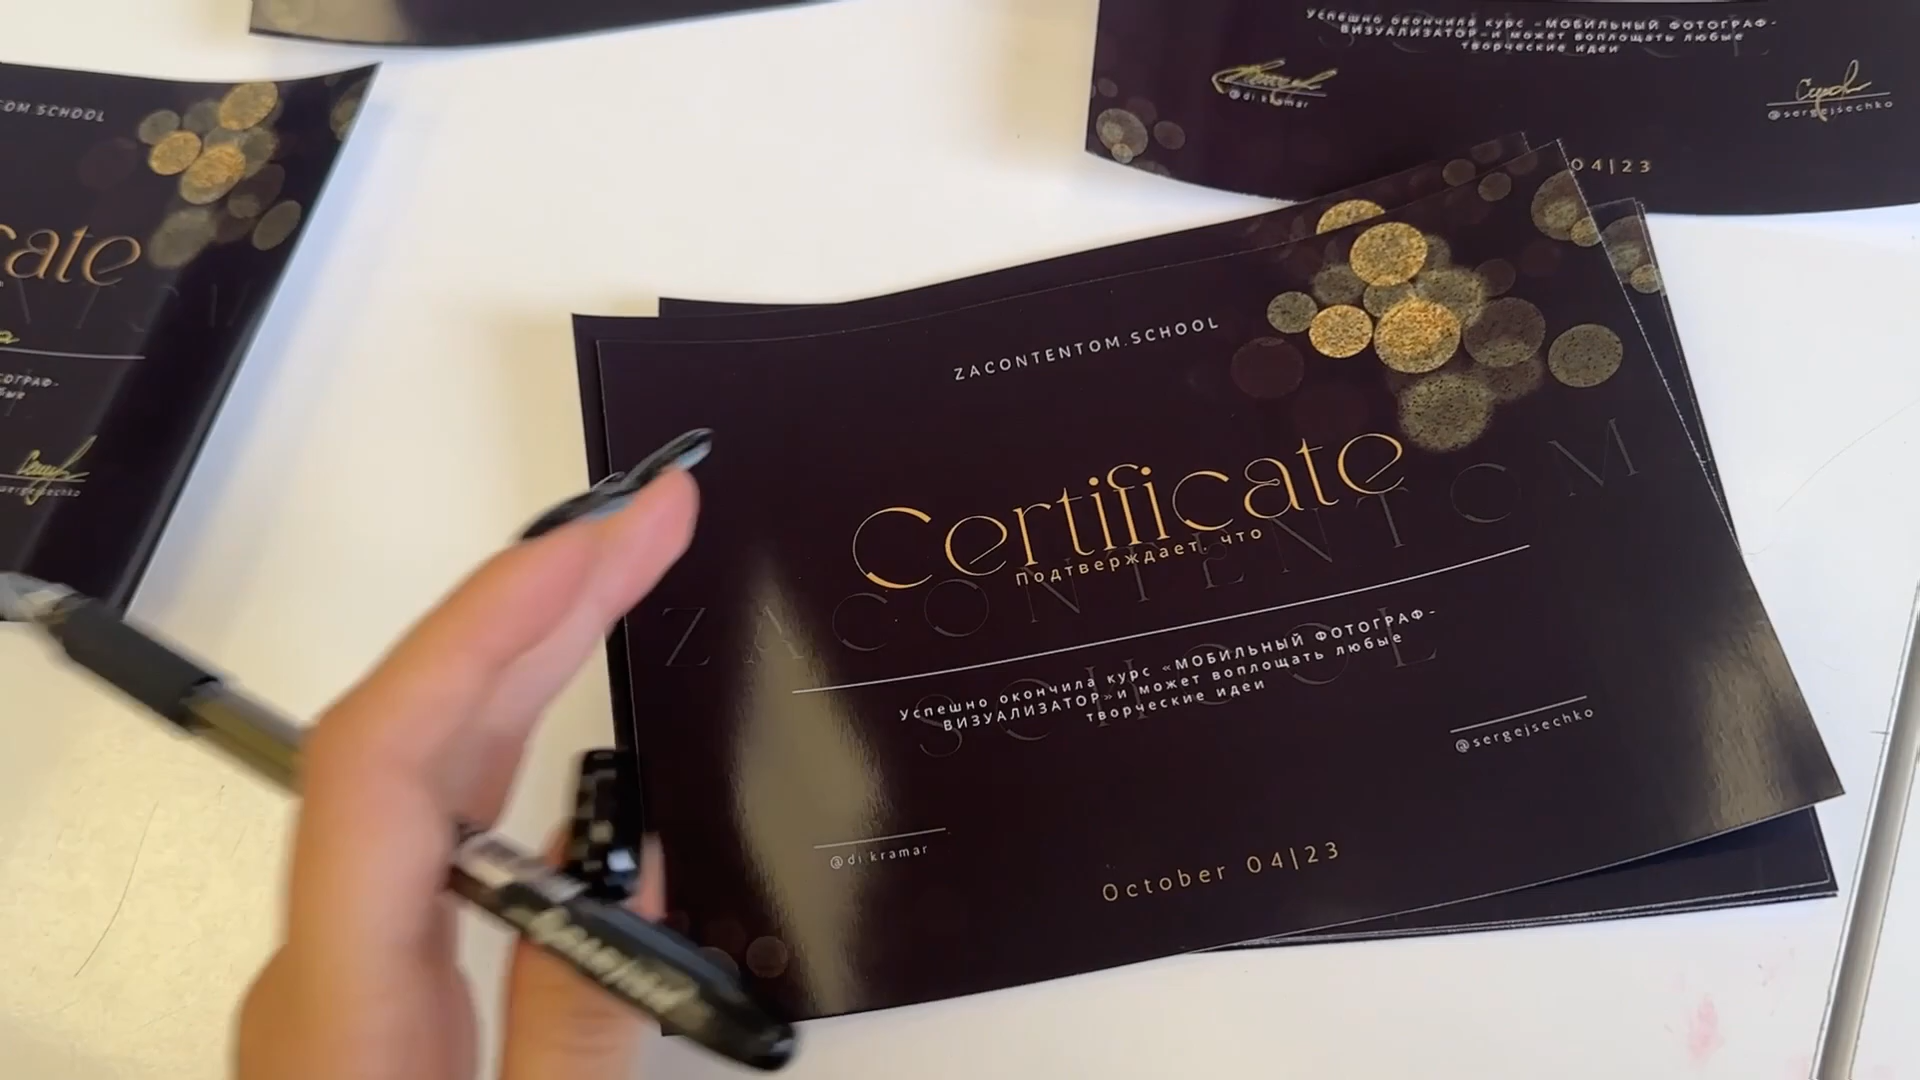 Успешно окончила курс «МОБИЛЬНЫЙ ФОТОГРАФ-
ВИЗУАЛИЗАТОР»и может воплощать любые
творческие идеи
@di.kramar
@sergejsechko
04|23
OM.SCHOOL
cate
ОГРАФ-
sergejsechko
ZACONTENTOM.SCHOOL
Certificate
Подтверждает, что
ZACONTENTOM
SCHOOL
Успешно окончила курс «МОБИЛЬНЫЙ ФОТОГРАФ-
ВИЗУАЛИЗАТОР»и может воплощать любые
творческие идеи
@sergejsechko
@di.kramar
October 04|23